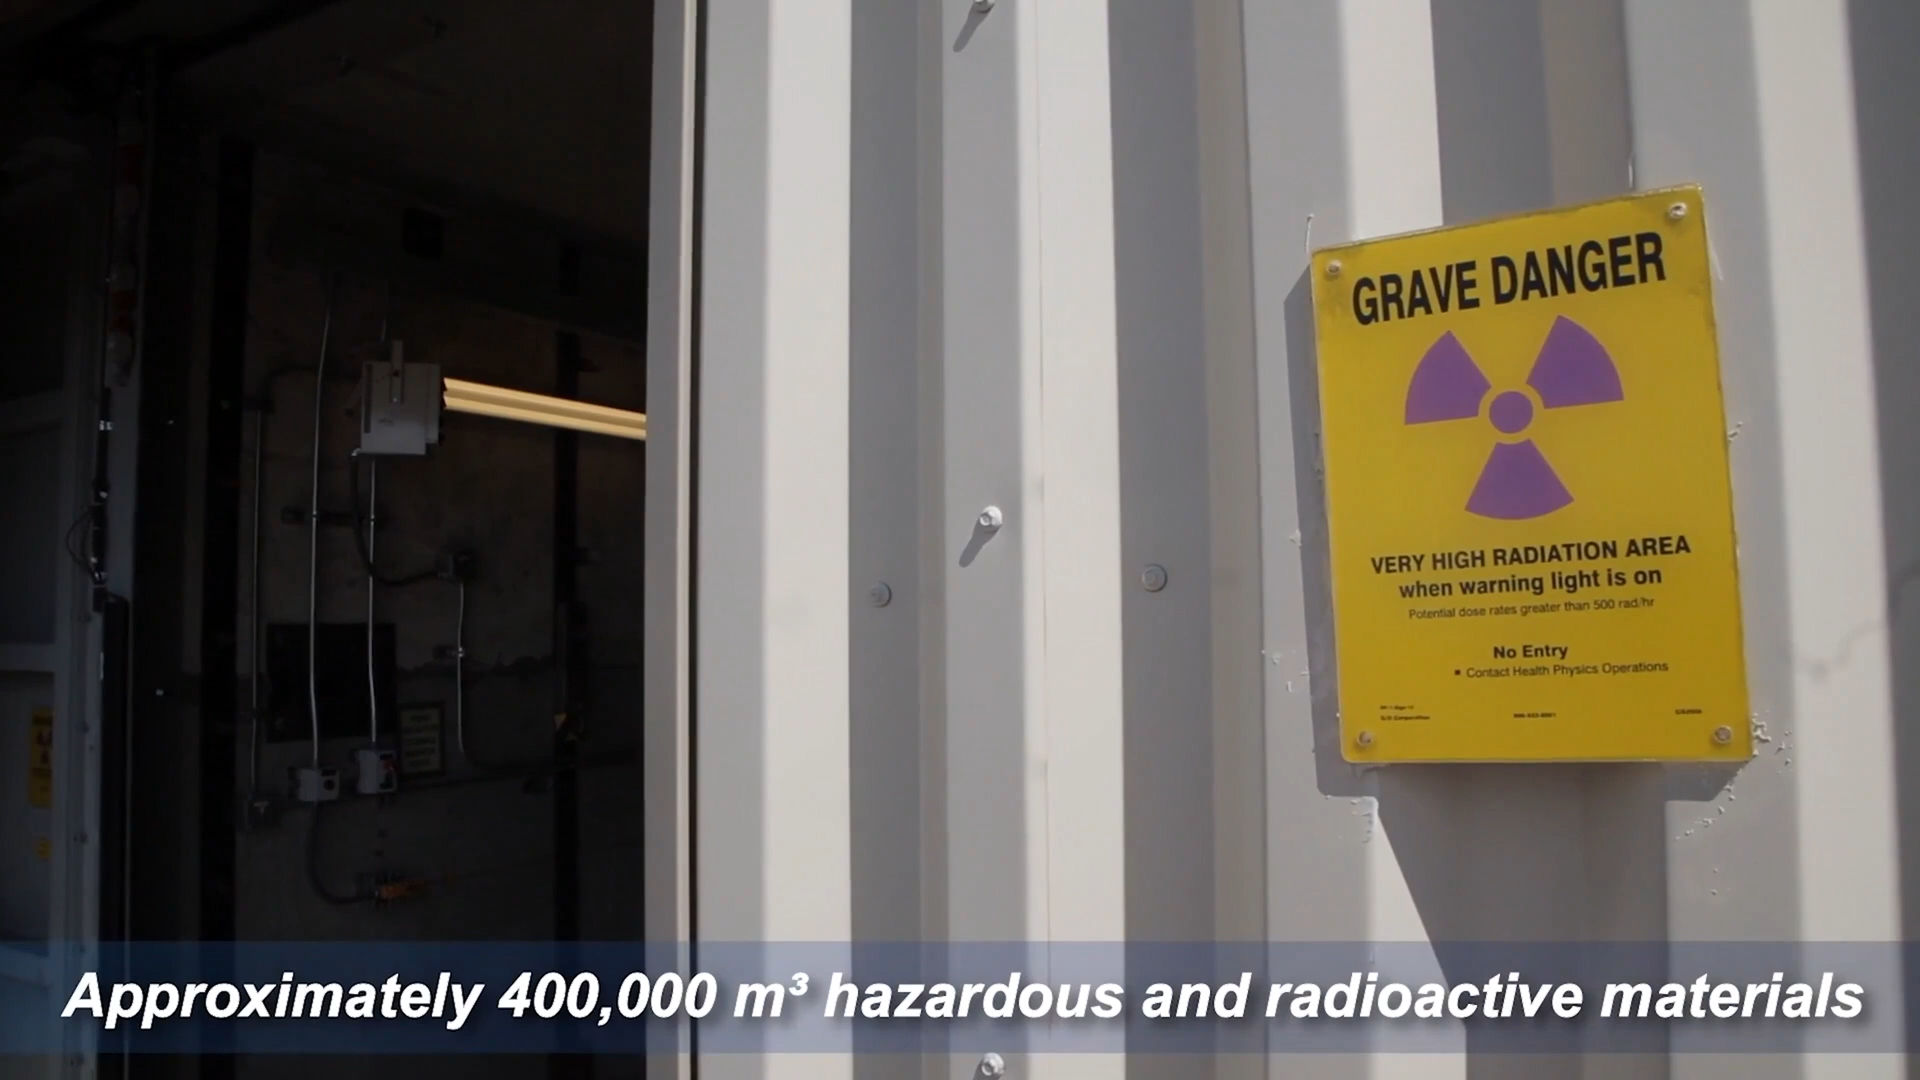 GRAVE DANGER
VERY HIGH RADIATION AREA
when warning light is on
Potential dose rates greater than 500 rad/hr
No Entry
▪ Contact Health Physics Operations
Approximately 400,000 m³ hazardous and radioactive materials